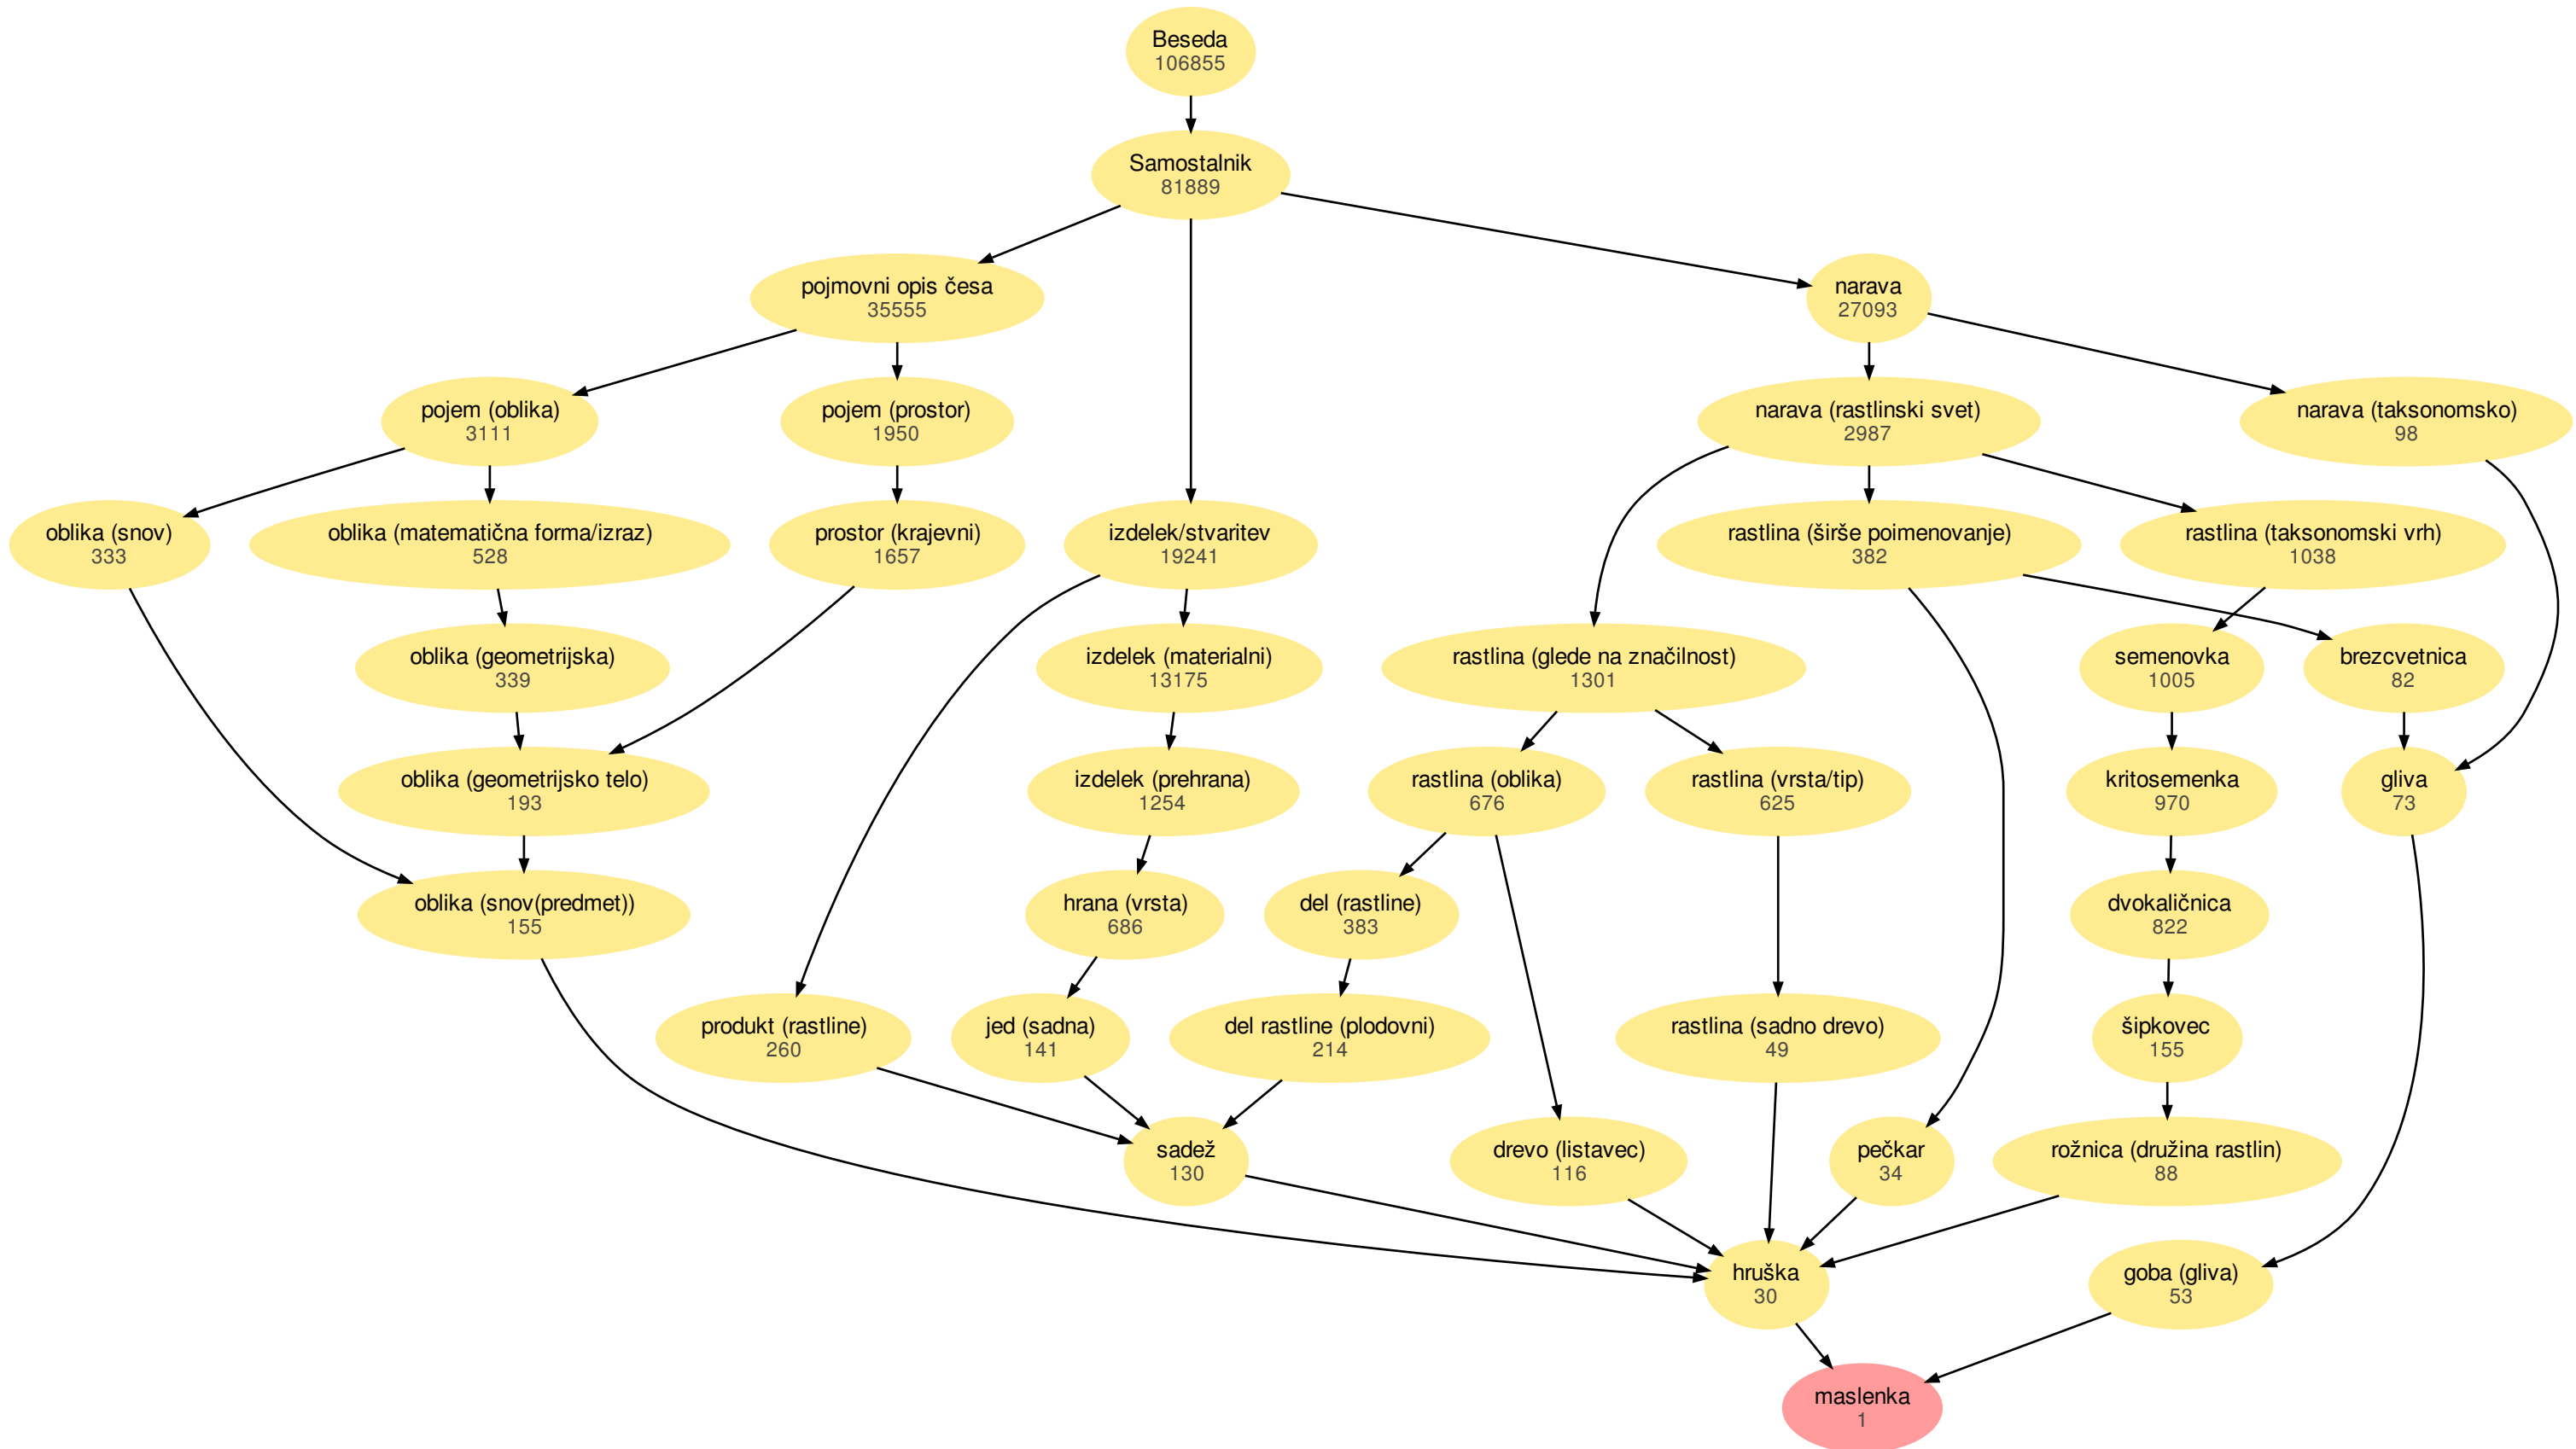 Beseda
106855
Samostalnik
81889
pojmovni opis česa
35555
narava
27093
pojem (oblika)
3111
pojem (prostor)
1950
narava (rastlinski svet)
2987
narava (taksonomsko)
98
oblika (snov)
333
oblika (matematična forma/izraz)
528
prostor (krajevni)
1657
izdelek/stvaritev
19241
rastlina (širše poimenovanje)
382
rastlina (taksonomski vrh)
1038
oblika (geometrijska)
339
izdelek (materialni)
13175
rastlina (glede na značilnost)
1301
semenovka
1005
brezcvetnica
82
oblika (geometrijsko telo)
193
izdelek (prehrana)
1254
rastlina (oblika)
676
rastlina (vrsta/tip)
625
kritosemenka
970
gliva
73
oblika (snov(predmet))
155
hrana (vrsta)
686
del (rastline)
383
dvokaličnica
822
produkt (rastline)
260
jed (sadna)
141
del rastline (plodovni)
214
rastlina (sadno drevo)
49
šipkovec
155
sadež
130
drevo (listavec)
116
pečkar
34
rožnica (družina rastlin)
88
hruška
30
goba (gliva)
53
maslenka
1